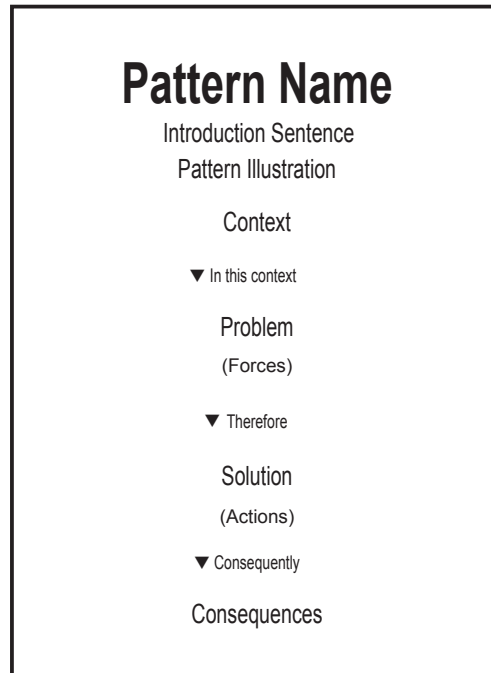 Pattern Name
Introduction Sentence
Pattern Illustration
Context
▼ In this context
Problem
(Forces)
▼ Therefore
Solution
(Actions)
▼ Consequently
Consequences